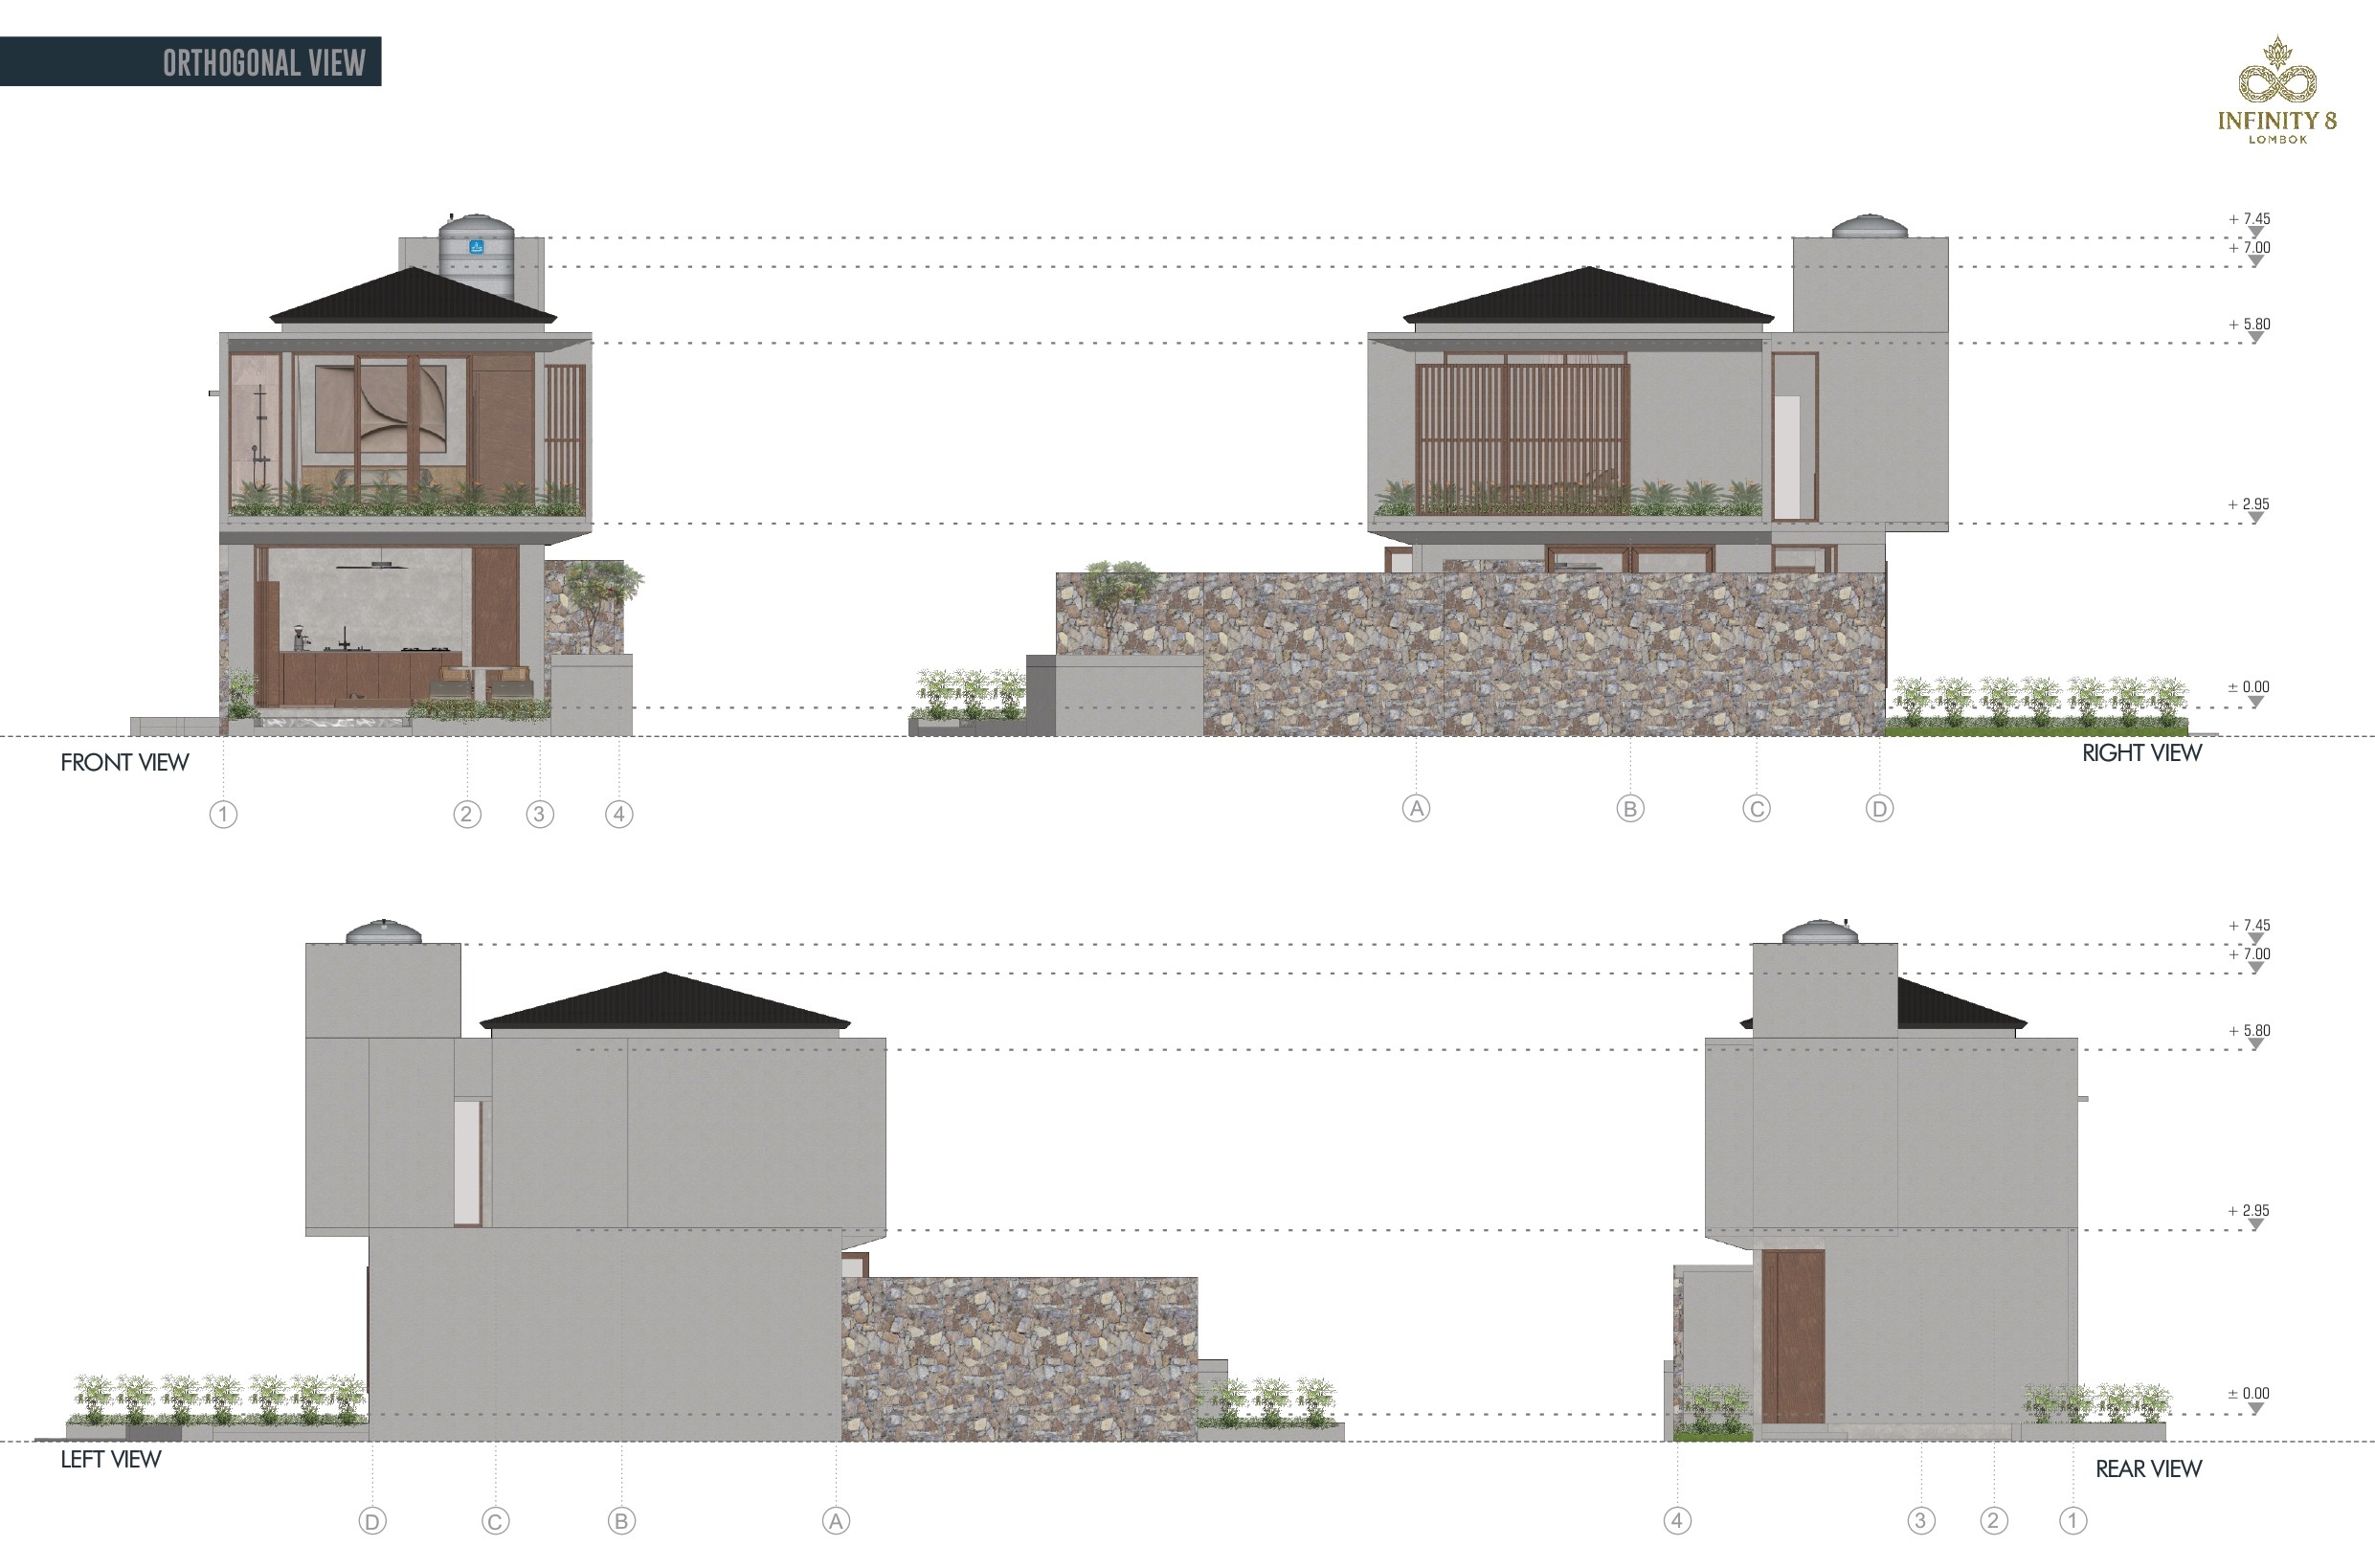 ORTHOGONAL VIEW
INFINITY 8
LOMBOK
+ 7.45
+ 7.00
+ 5.80
+ 2.95
± 0.00
FRONT VIEW
RIGHT VIEW
1 2 3 4
A B C D
+ 7.45
+ 7.00
+ 5.80
+ 2.95
± 0.00
LEFT VIEW
REAR VIEW
D C B A
4 3 2 1